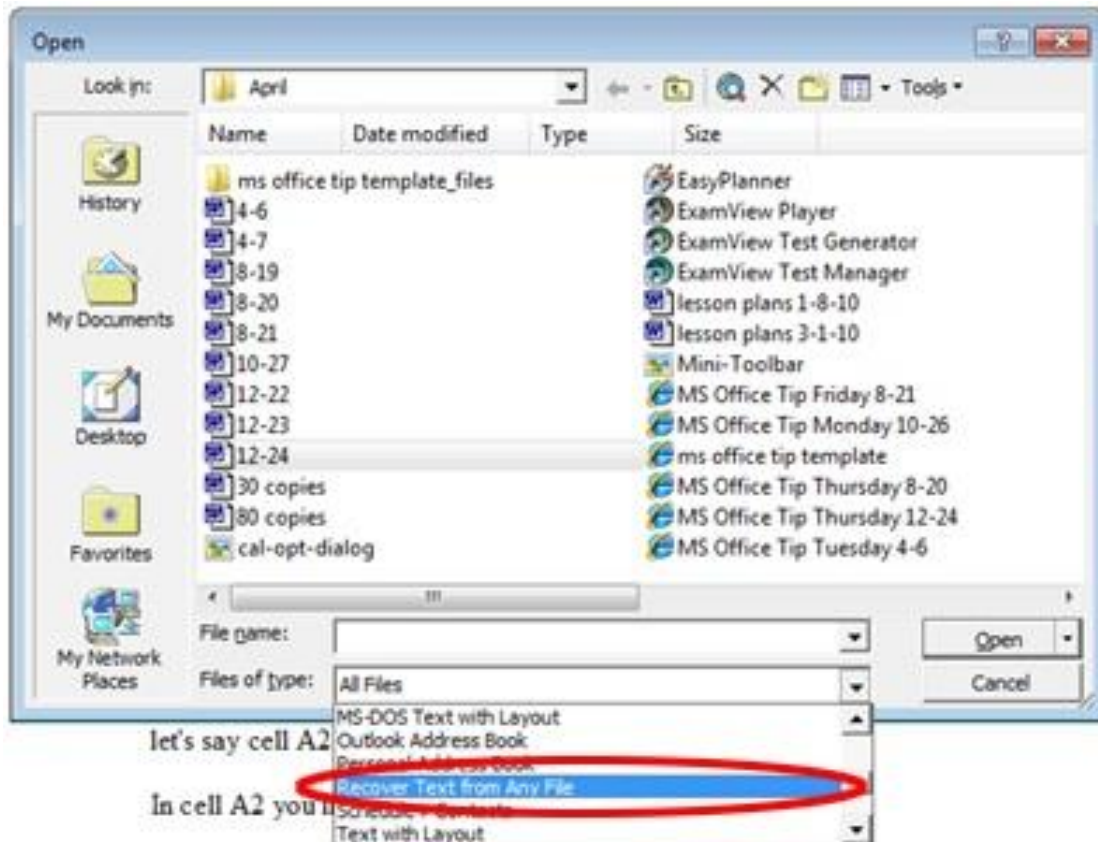 Open
Look in:
April
Tools
Name Date modified Type Size
History
My Documents
Desktop
Favorites
My Network
Places
ms office tip template_files
4-6
4-7
8-19
8-20
8-21
10-27
12-22
12-23
12-24
30 copies
80 copies
cal-opt-dialog
EasyPlanner
ExamView Player
ExamView Test Generator
ExamView Test Manager
lesson plans 1-8-10
lesson plans 3-1-10
Mini-Toolbar
MS Office Tip Friday 8-21
MS Office Tip Monday 10-26
ms office tip template
MS Office Tip Thursday 8-20
MS Office Tip Thursday 12-24
MS Office Tip Tuesday 4-6
File name:
Open
Files of type: All Files
Cancel
MS-DOS Text with Layout
let's say cell A2
Outlook Address Book
Personal Address Book
Recover Text from Any File
In cell A2
Schedule+ Contacts
Text with Layout